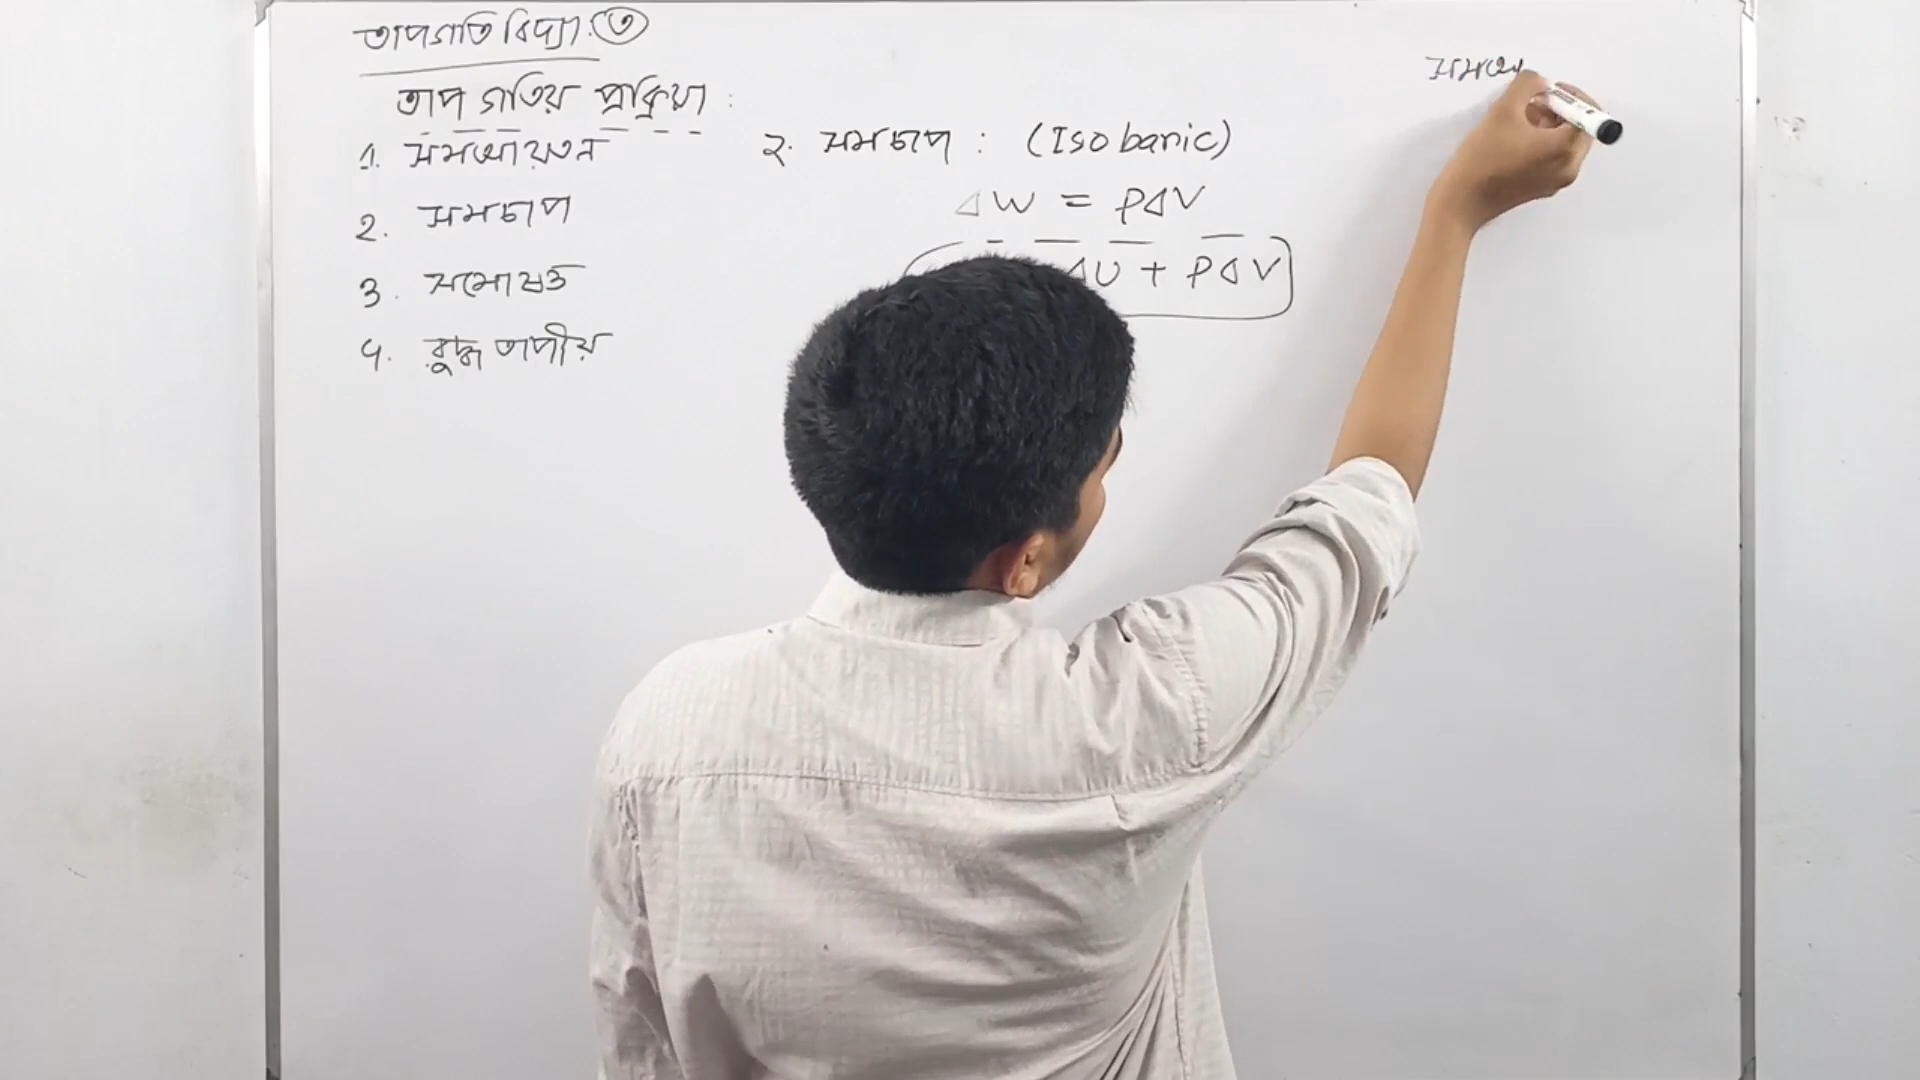 তাপগতি বিদ্যা: ৩
তাপ গতিয় প্রক্রিয়া :
1. সমআয়তন
2. সমচাপ
3. সমোষ্ণ
4. রুদ্ধ তাপীয়
২. সমচাপ : (Isobaric)
ΔW = PΔV
ΔU + PΔV
সমআ